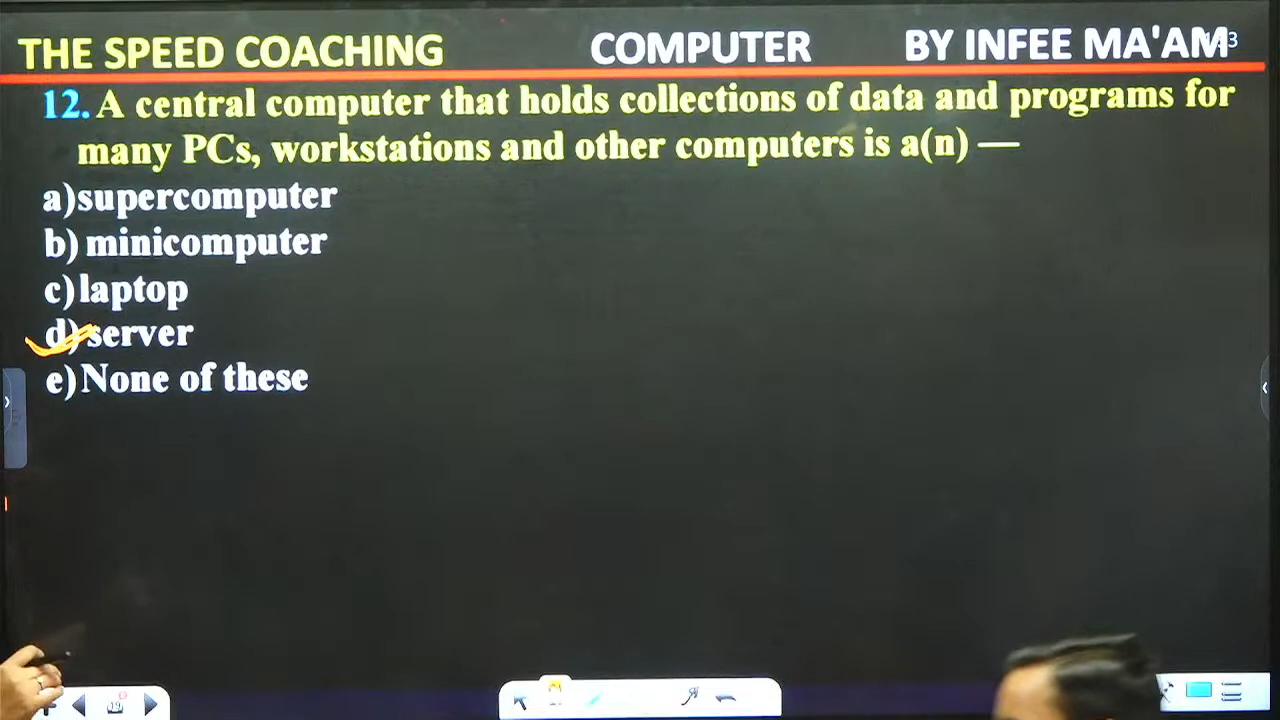 THE SPEED COACHING COMPUTER BY INFEE MA'AM
12. A central computer that holds collections of data and programs for
many PCs, workstations and other computers is a(n) —
a) supercomputer
b) minicomputer
c) laptop
d) server
e) None of these
19